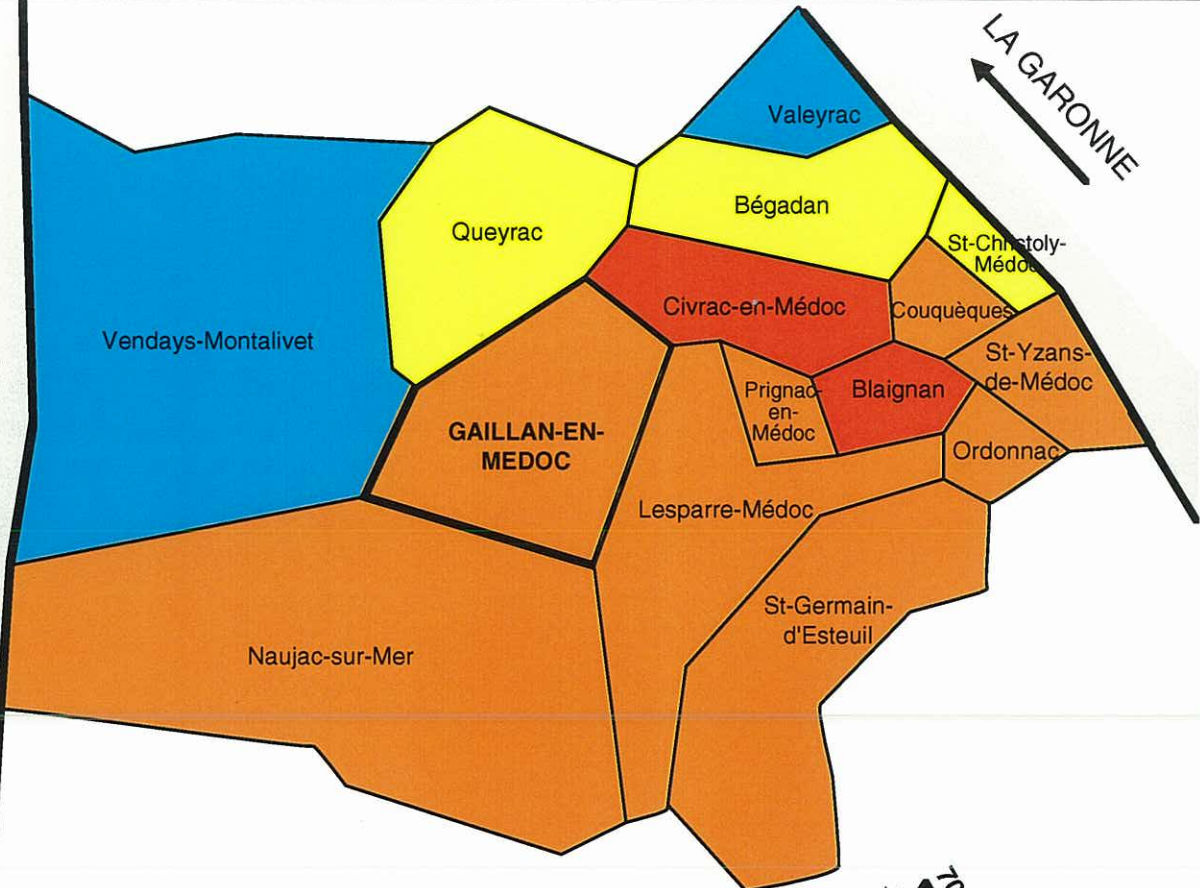 LA GARONNE
Valeyrac
Bégadan
Queyrac
St-Christoly-
Médoc
Civrac-en-Médoc
Couquèques
Vendays-Montalivet
St-Yzans-
de-Médoc
Prignac-
en-
Médoc
Blaignan
GAILLAN-EN-
MEDOC
Ordonnac
Lesparre-Médoc
St-Germain-
d'Esteuil
Naujac-sur-Mer